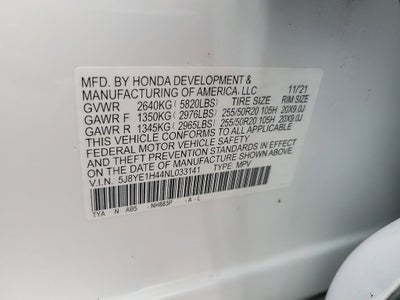 MFD. BY HONDA DEVELOPMENT &
MANUFACTURING OF AMERICA, LLC 11/21
GVWR 2640KG (5820LBS) TIRE SIZE RIM SIZE
GAWR F 1350KG (2976LBS) 255/50R20 105H 20X9.0J
GAWR R 1345KG (2965LBS) 255/50R20 105H 20X9.0J
THIS VEHICLE CONFORMS TO ALL APPLICABLE
FEDERAL MOTOR VEHICLE SAFETY
STANDARDS AND THEFT PREVENTION STANDARDS IN EFFECT
ON THE DATE OF MANUFACTURE SHOWN ABOVE.
V.I.N. 5J8YE1H44NL033141 TYPE: MPV
TYA N AB5 -NH883P -A-L